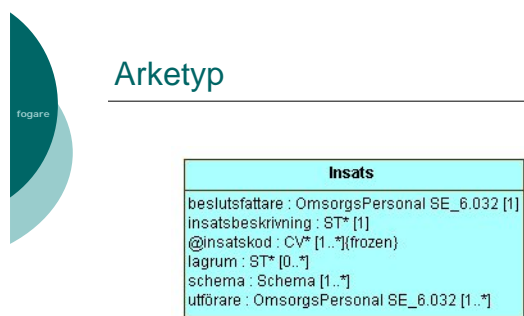 fogare
Arketyp
Insats
beslutsfattare : OmsorgsPersonal SE_6.032 [1]
insatsbeskrivning : ST* [1]
@insatskod : CV* [1..*]{frozen}
lagrum : ST* [0..*]
schema : Schema [1..*]
utförare : OmsorgsPersonal SE_6.032 [1..*]